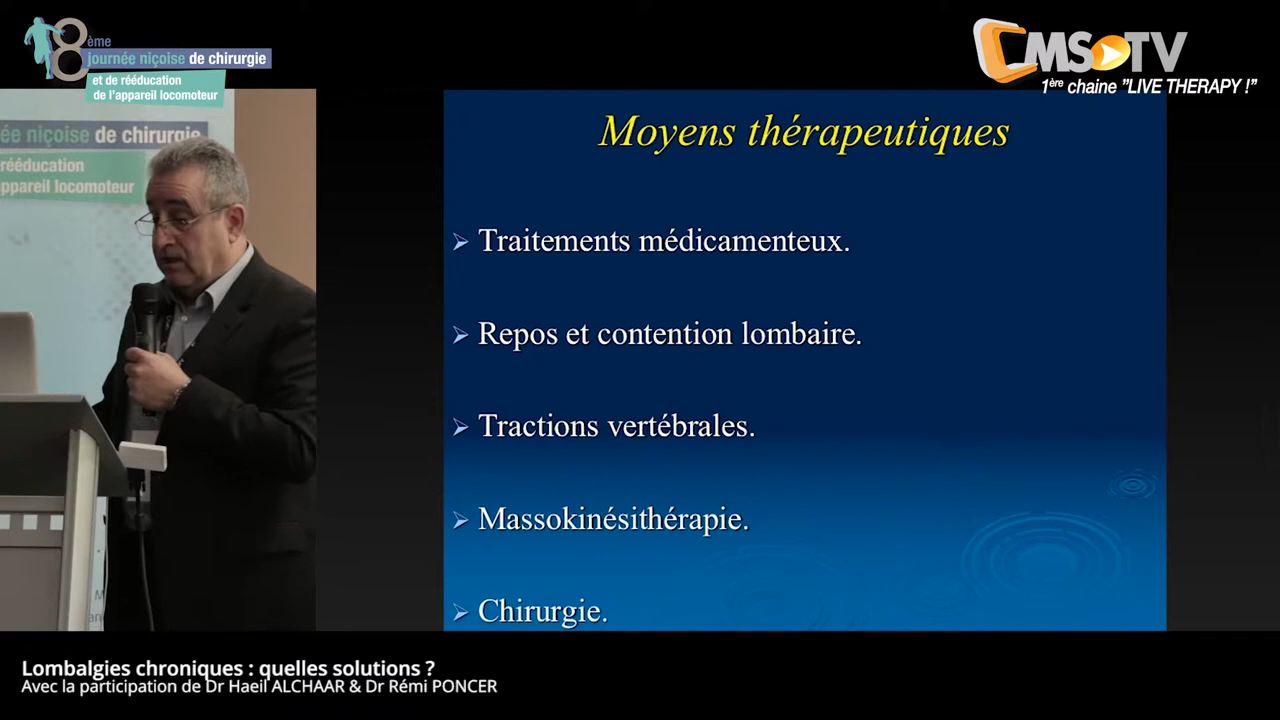 8ème
journée niçoise de chirurgie
et de rééducation
de l'appareil locomoteur
CMS TV
1ère chaine "LIVE THERAPY !"
ée niçoise de chirurgie
rééducation
appareil locomoteur
Moyens thérapeutiques
➢ Traitements médicamenteux.
➢ Repos et contention lombaire.
➢ Tractions vertébrales.
➢ Massokinésithérapie.
➢ Chirurgie.
Lombalgies chroniques : quelles solutions ?
Avec la participation de Dr Haeil ALCHAAR & Dr Rémi PONCER